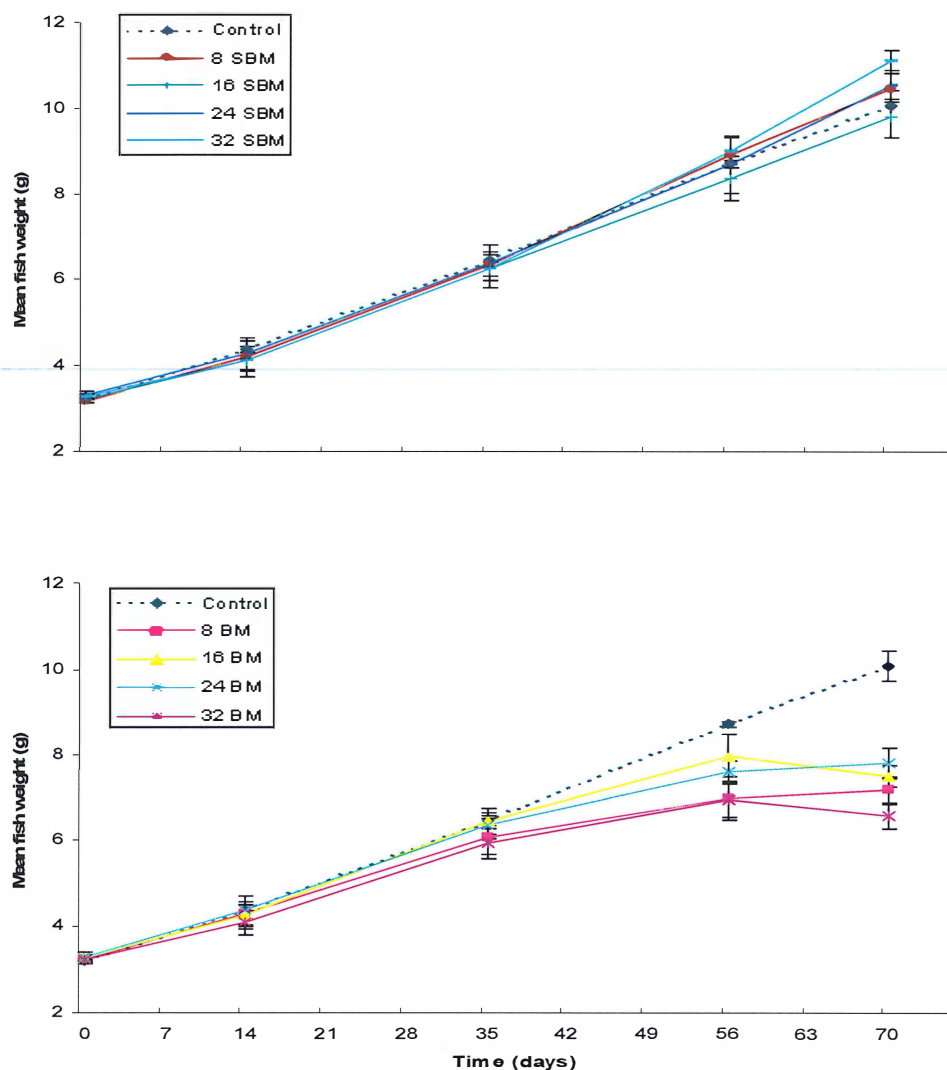 12
10
8
6
4
2
Mean fish weight (g)
Control
8 SBM
16 SBM
24 SBM
32 SBM
12
10
8
6
4
2
Mean fish weight (g)
Control
8 BM
16 BM
24 BM
32 BM
0 7 14 21 28 35 42 49 56 63 70
Time (days)